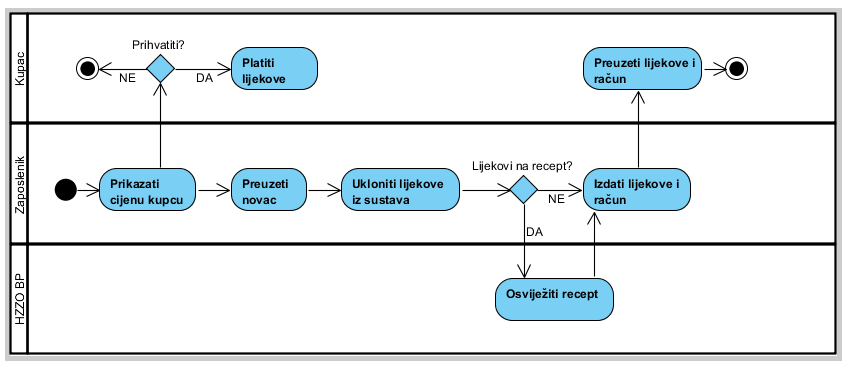 Kupac
Prihvatiti?
NE
DA
Platiti
lijekove
Preuzeti lijekove i
račun
Zaposlenik
Prikazati
cijenu kupcu
Preuzeti
novac
Ukloniti lijekove
iz sustava
Lijekovi na recept?
NE
DA
Izdati lijekove i
račun
HZZO BP
Osviježiti recept